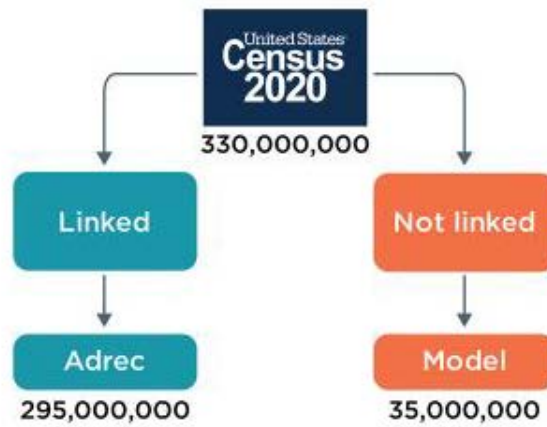 United States
Census
2020
330,000,000
Linked
Not linked
Adrec
Model
295,000,000
35,000,000